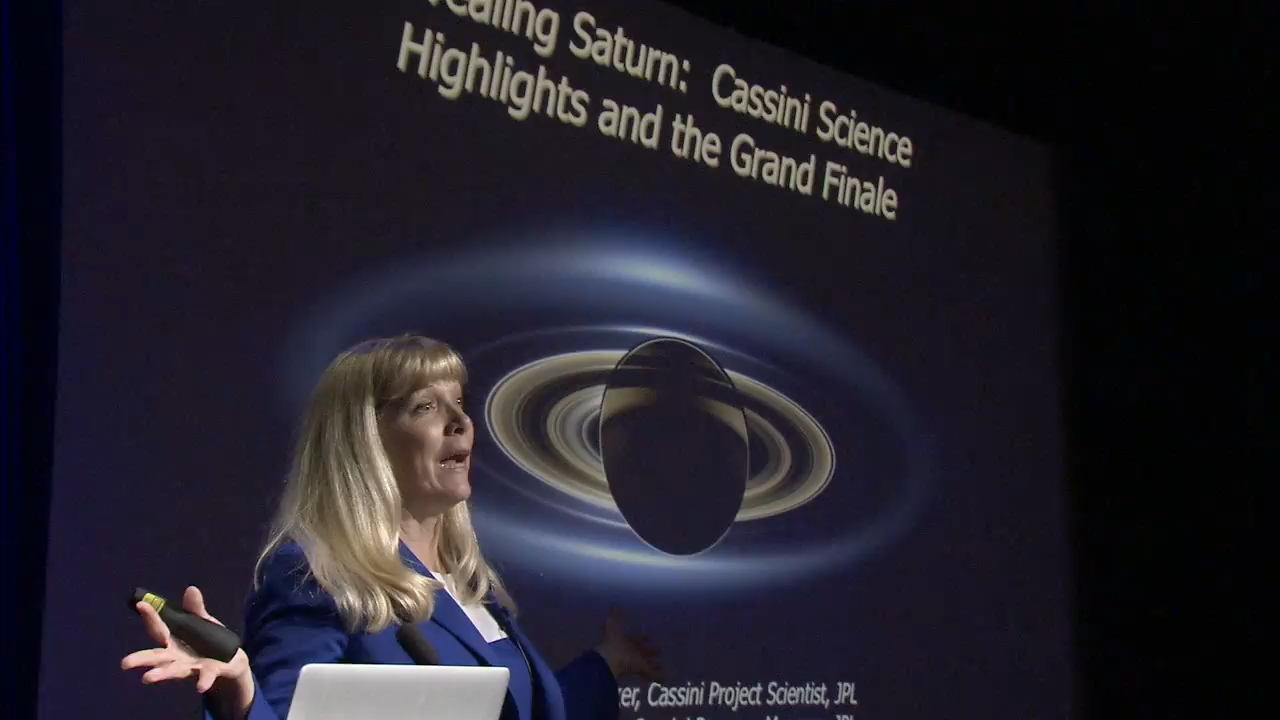 Saturn: Cassini Science
Highlights and the Grand Finale
Cassini Project Scientist, JPL